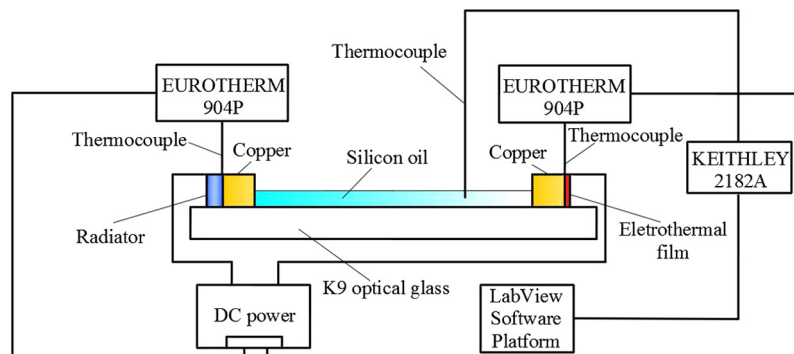 Thermocouple
EUROTHERM
904P
EUROTHERM
904P
Thermocouple
Copper
Silicon oil
Copper
Thermocouple
KEITHLEY
2182A
Radiator
Eletrothermal
film
K9 optical glass
DC power
LabView
Software
Platform